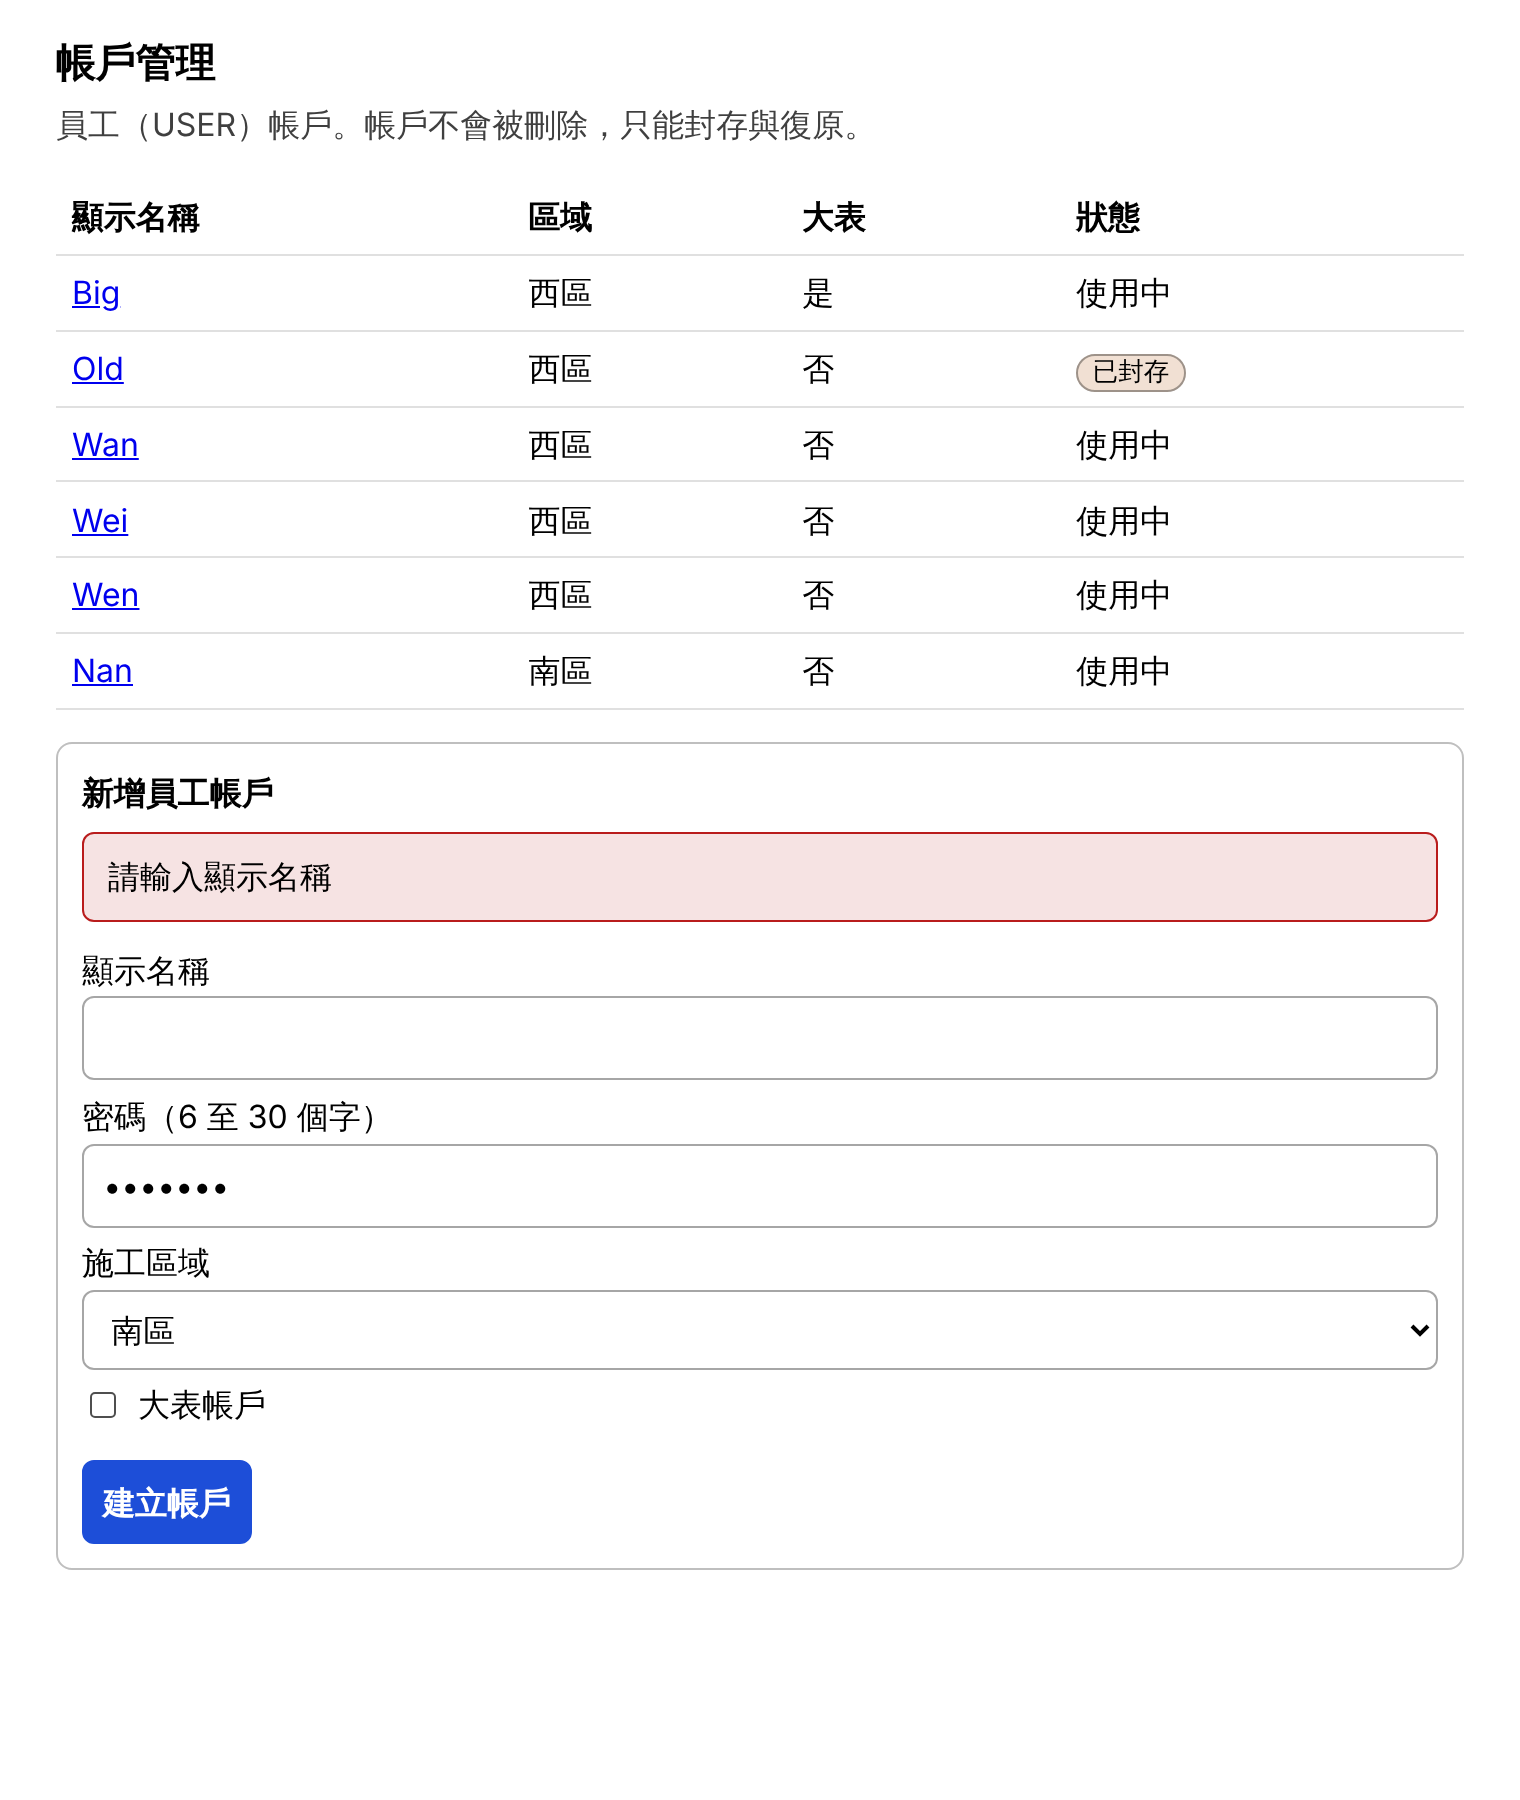 帳戶管理
員工（USER）帳戶。帳戶不會被刪除，只能封存與復原。
顯示名稱 區域 大表 狀態
Big 西區 是 使用中
Old 西區 否 已封存
Wan 西區 否 使用中
Wei 西區 否 使用中
Wen 西區 否 使用中
Nan 南區 否 使用中
新增員工帳戶
請輸入顯示名稱
顯示名稱
密碼（6 至 30 個字）
•••••••
施工區域
南區
大表帳戶
建立帳戶